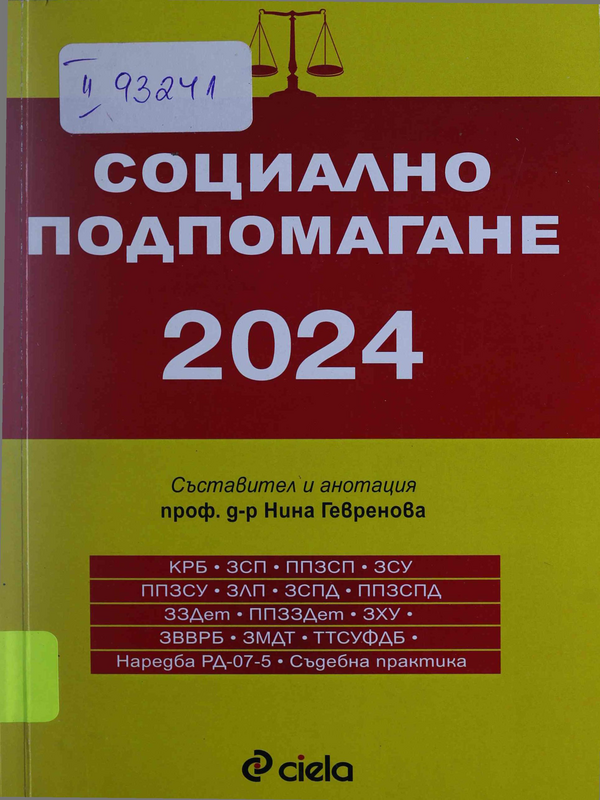 II 93241
СОЦИАЛНО
ПОДПОМАГАНЕ
2024
Съставител и анотация
проф. д-р Нина Гевренова
КРБ • ЗСП • ППЗСП • ЗСУ
ППЗСУ • ЗЛП • ЗСПД • ППЗСПД
ЗЗДет • ППЗЗДет • ЗХУ •
ЗВВРБ • ЗМДТ • ТТСУФДБ •
Наредба РД-07-5 • Съдебна практика
ciela